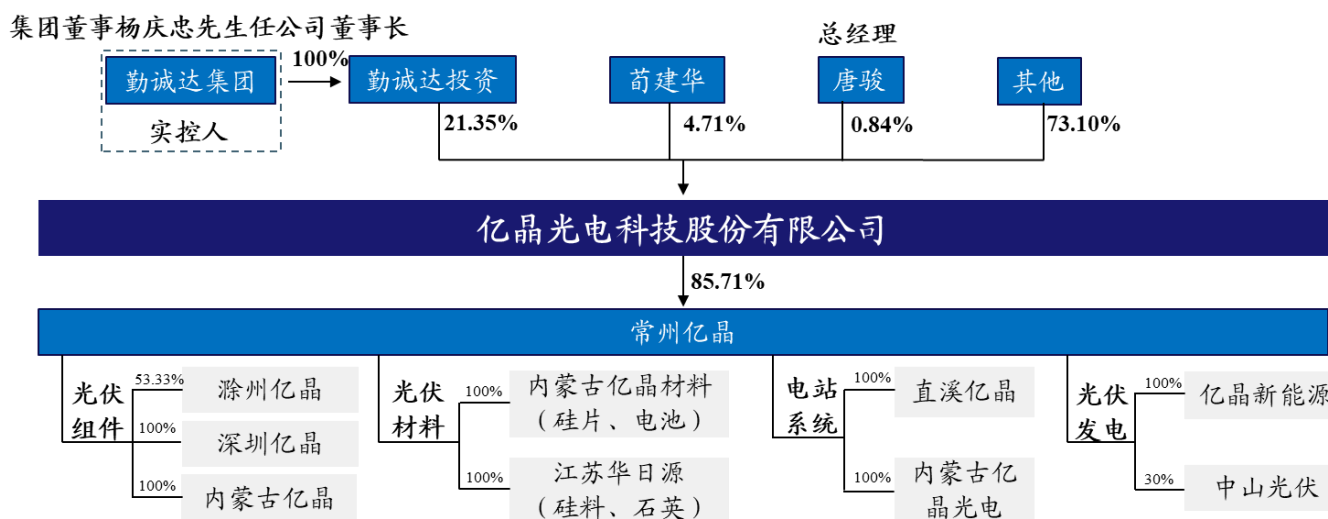 集团董事杨庆忠先生任公司董事长
总经理
勤诚达集团
100%
勤诚达投资
荀建华
唐骏
其他
实控人
21.35%
4.71%
0.84%
73.10%
亿晶光电科技股份有限公司
85.71%
常州亿晶
光伏
组件
53.33%
滁州亿晶
100%
深圳亿晶
100%
内蒙古亿晶
光伏
材料
100%
内蒙古亿晶材料
（硅片、电池）
100%
江苏华日源
（硅料、石英）
电站
系统
100%
直溪亿晶
100%
内蒙古亿
晶光电
光伏
发电
100%
亿晶新能源
30%
中山光伏